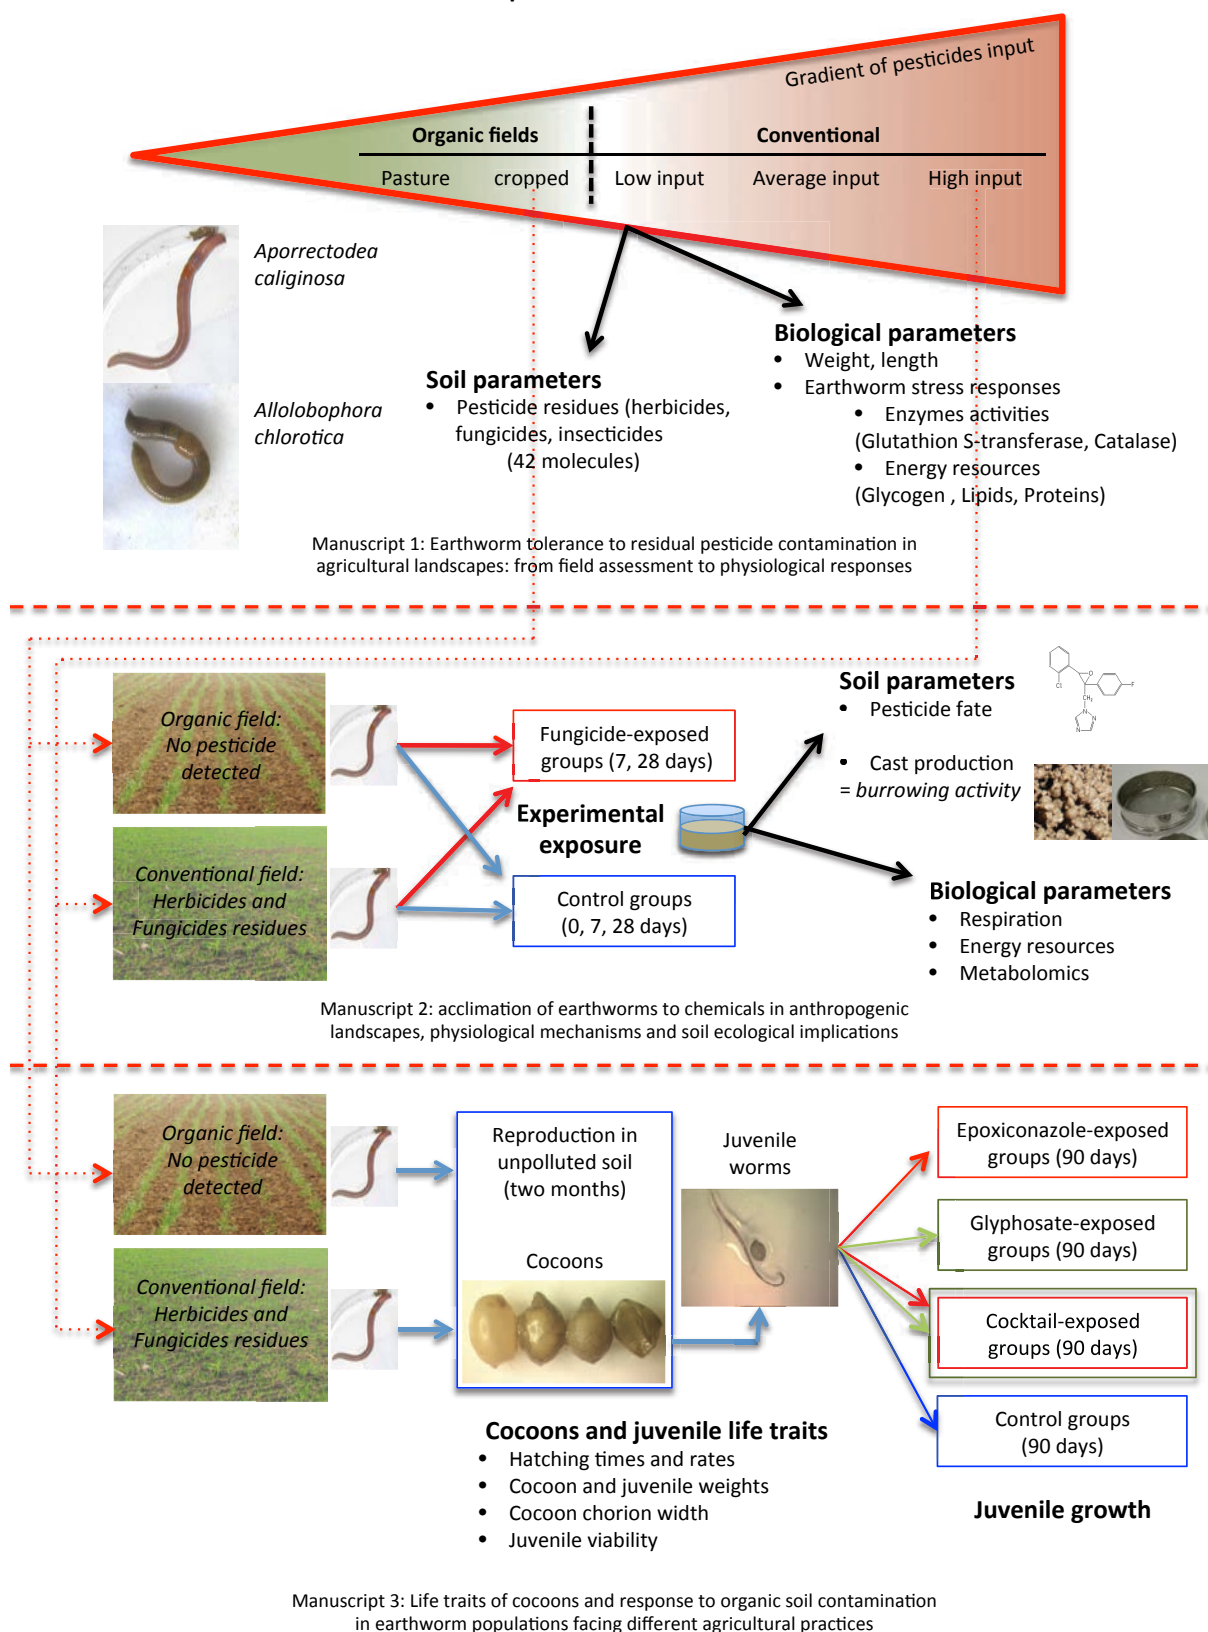 Gradient of pesticides input
Organic fields
Conventional
Pasture
cropped
Low input
Average input
High input
Aporrectodea
caliginosa
Allolobophora
chlorotica
Soil parameters
• Pesticide residues (herbicides,
fungicides, insecticides
(42 molecules)
Biological parameters
• Weight, length
• Earthworm stress responses
• Enzymes activities
(Glutathion S-transferase, Catalase)
• Energy resources
(Glycogen , Lipids, Proteins)
Manuscript 1: Earthworm tolerance to residual pesticide contamination in
agricultural landscapes: from field assessment to physiological responses
Organic field:
No pesticide
detected
Conventional field:
Herbicides and
Fungicides residues
Fungicide-exposed
groups (7, 28 days)
Experimental
exposure
Control groups
(0, 7, 28 days)
Soil parameters
• Pesticide fate
• Cast production
= burrowing activity
Cl
O
F
CH₂
N
N
N
Biological parameters
• Respiration
• Energy resources
• Metabolomics
Manuscript 2: acclimation of earthworms to chemicals in anthropogenic
landscapes, physiological mechanisms and soil ecological implications
Organic field:
No pesticide
detected
Conventional field:
Herbicides and
Fungicides residues
Reproduction in
unpolluted soil
(two months)
Cocoons
Juvenile
worms
Epoxiconazole-exposed
groups (90 days)
Glyphosate-exposed
groups (90 days)
Cocktail-exposed
groups (90 days)
Control groups
(90 days)
Cocoons and juvenile life traits
• Hatching times and rates
• Cocoon and juvenile weights
• Cocoon chorion width
• Juvenile viability
Juvenile growth
Manuscript 3: Life traits of cocoons and response to organic soil contamination
in earthworm populations facing different agricultural practices